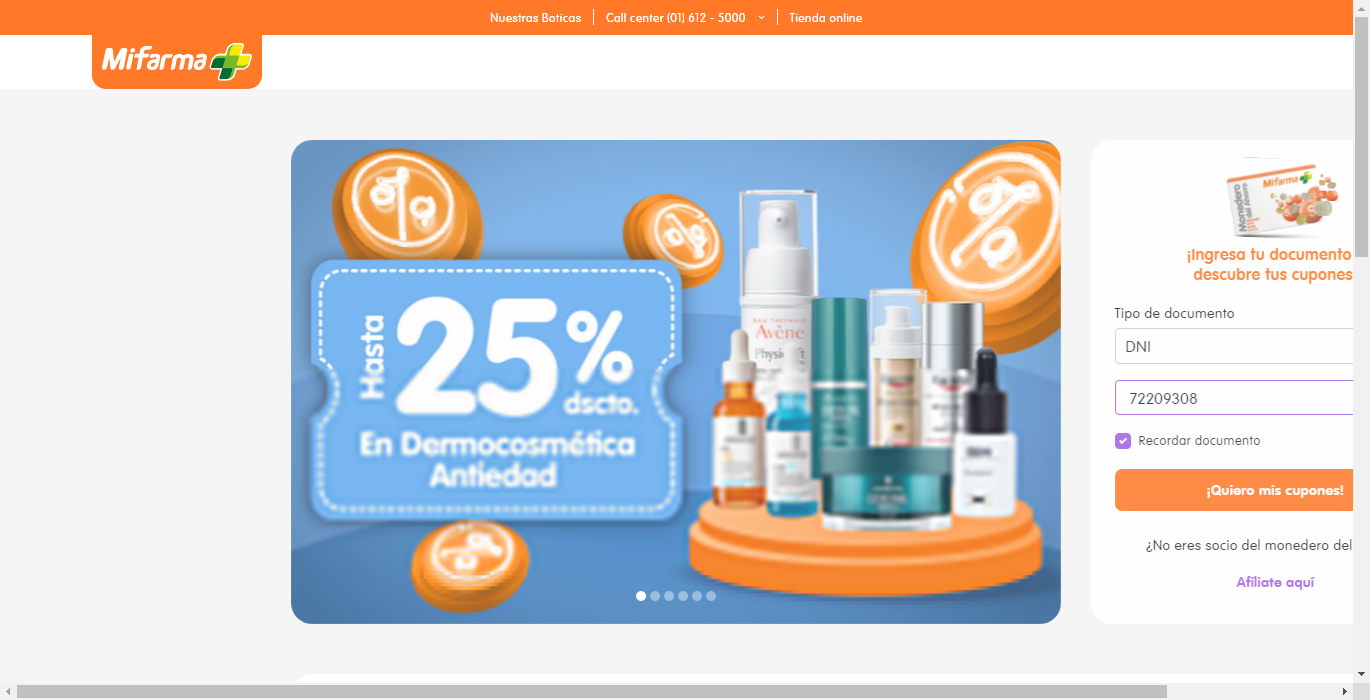 Nuestras Boticas
Call center (01) 612 - 5000
Tienda online
Mifarma
Hasta
25%
dscto.
En Dermocosmética
Antiedad
EAU THERMALE
Avène
Mifarma
Monedero
del Ahorro
¡Ingresa tu documento
descubre tus cupones
Tipo de documento
DNI
72209308
Recordar documento
¡Quiero mis cupones!
¿No eres socio del monedero del
Afíliate aquí